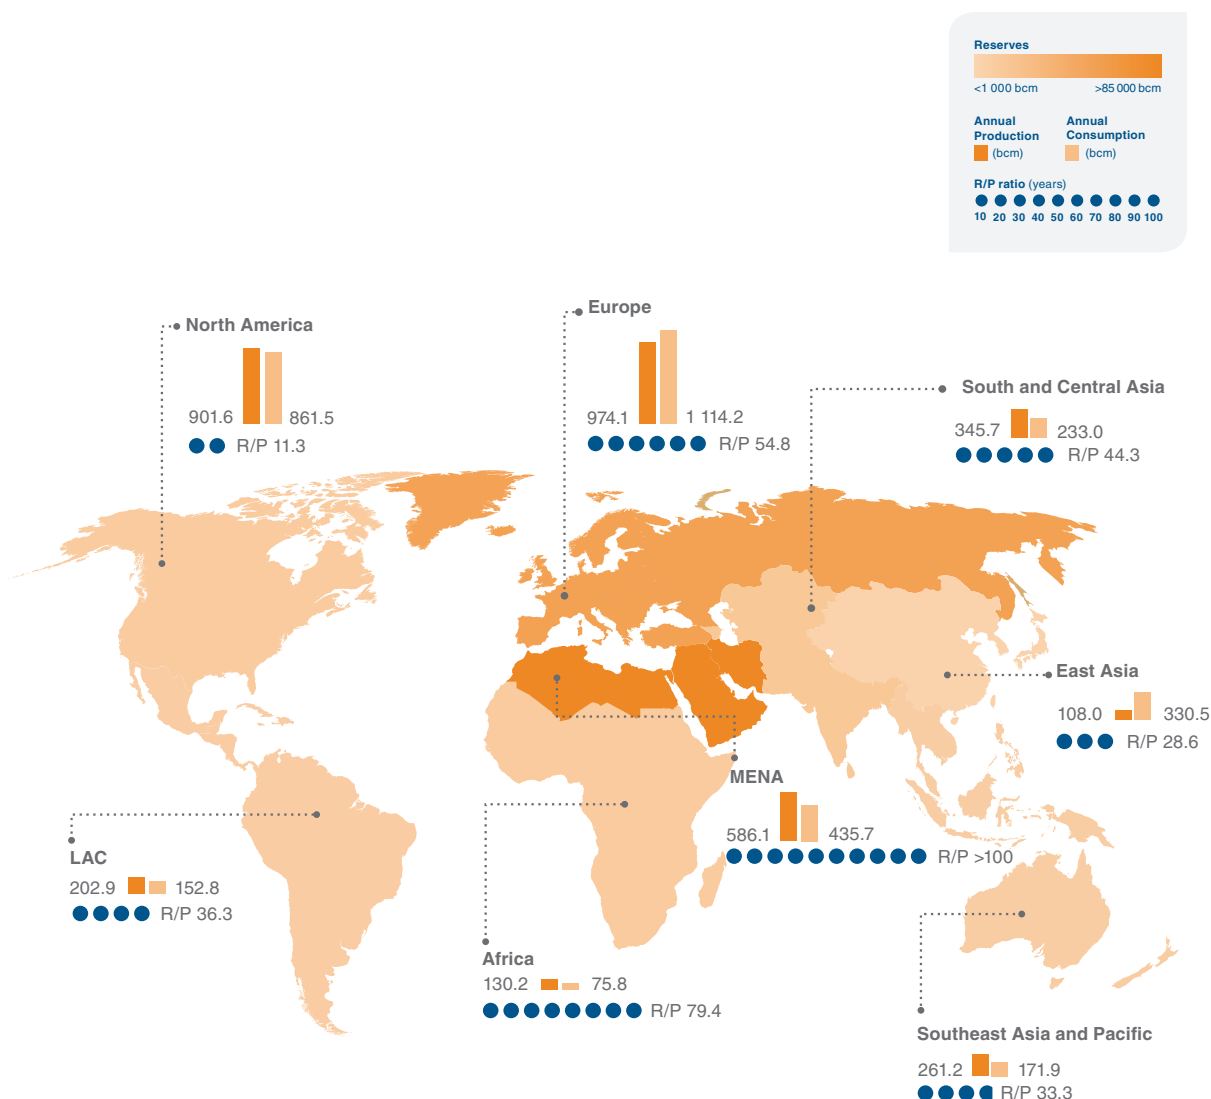 Reserves
<1 000 bcm
>85 000 bcm
Annual Production
(bcm)
Annual Consumption
(bcm)
R/P ratio (years)
10 20 30 40 50 60 70 80 90 100
North America
901.6
861.5
R/P 11.3
Europe
974.1
1 114.2
R/P 54.8
South and Central Asia
345.7
233.0
R/P 44.3
East Asia
108.0
330.5
R/P 28.6
MENA
586.1
435.7
R/P >100
LAC
202.9
152.8
R/P 36.3
Africa
130.2
75.8
R/P 79.4
Southeast Asia and Pacific
261.2
171.9
R/P 33.3